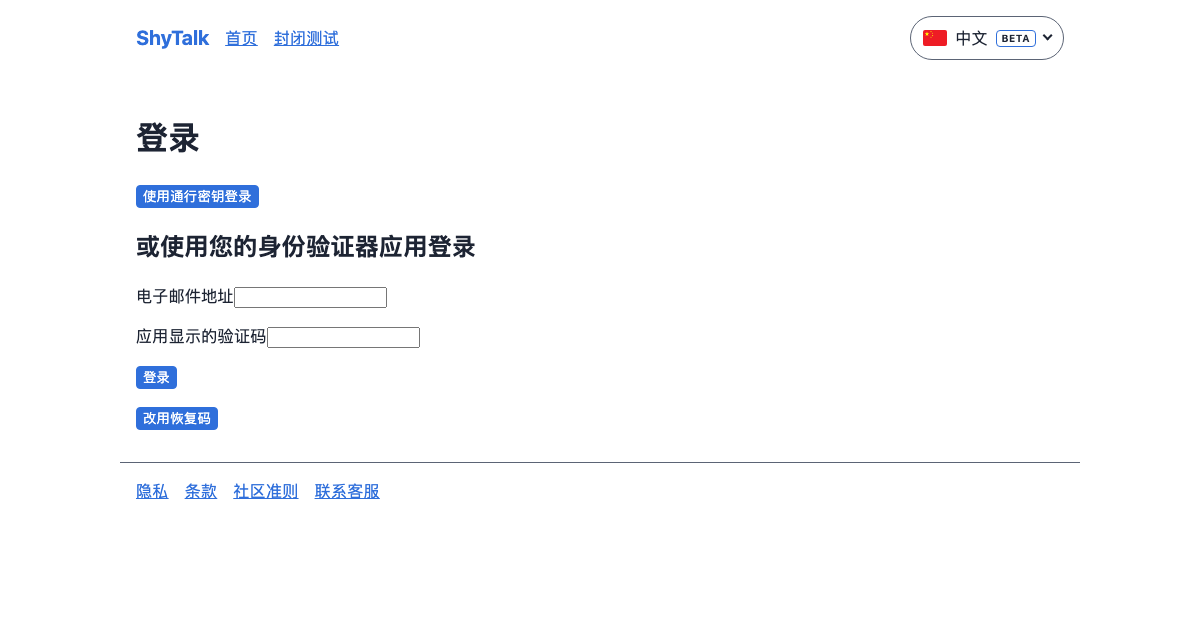 ShyTalk 首页 封闭测试 中文 BETA
登录
使用通行密钥登录
或使用您的身份验证器应用登录
电子邮件地址
应用显示的验证码
登录
改用恢复码
隐私 条款 社区准则 联系客服